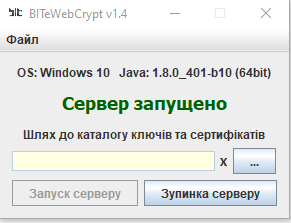 BITeWebCrypt v1.4
Файл
OS: Windows 10 Java: 1.8.0_401-b10 (64bit)
Сервер запущено
Шлях до каталогу ключів та сертифікатів
x ...
Запуск серверу Зупинка серверу